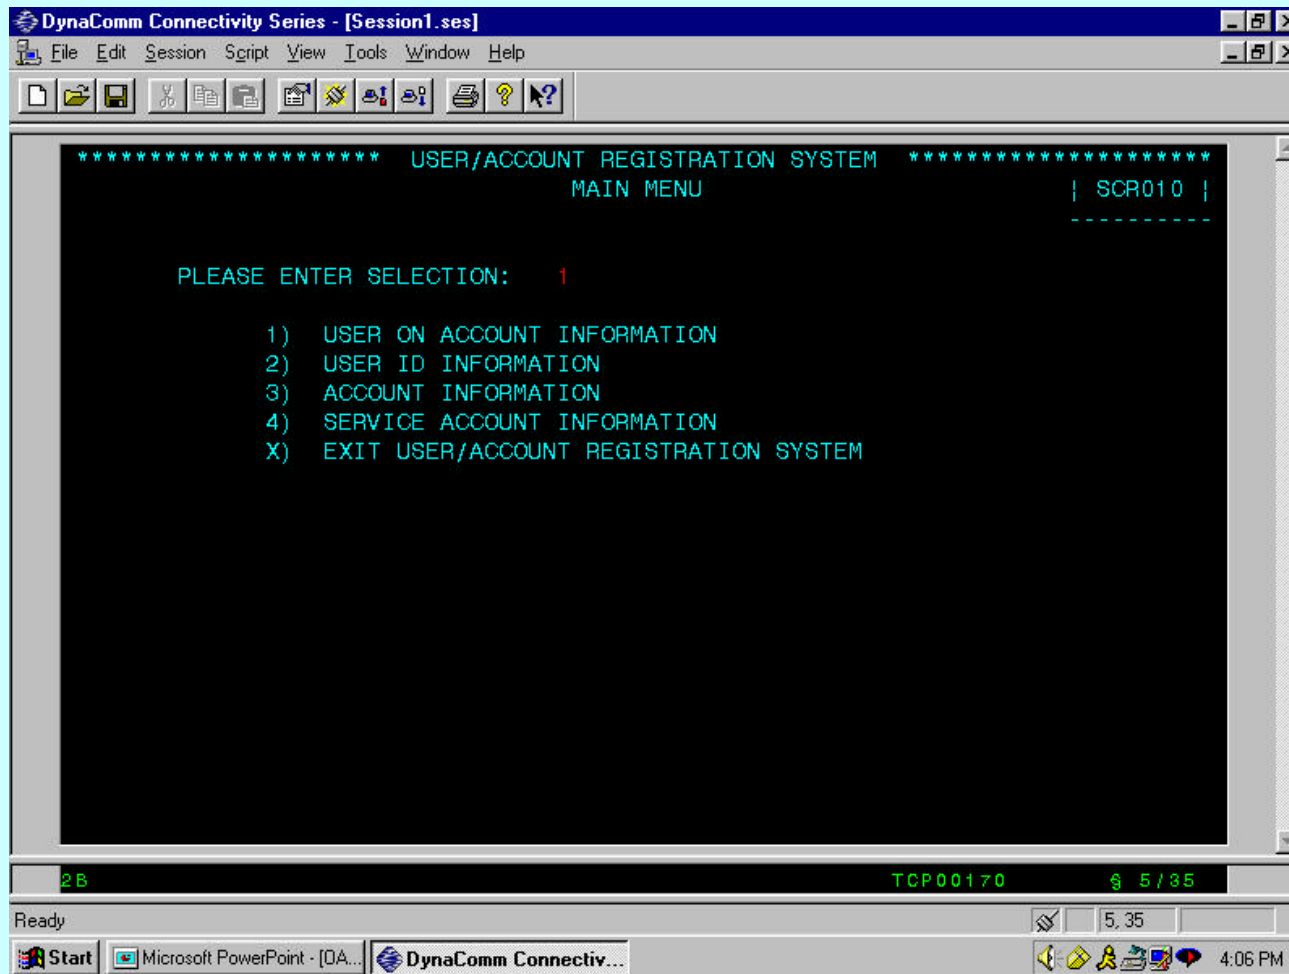 DynaComm Connectivity Series - [Session1.ses]
File Edit Session Script View Tools Window Help
********************* USER/ACCOUNT REGISTRATION SYSTEM *********************
MAIN MENU | SCR010 |
----------
PLEASE ENTER SELECTION: 1
1) USER ON ACCOUNT INFORMATION
2) USER ID INFORMATION
3) ACCOUNT INFORMATION
4) SERVICE ACCOUNT INFORMATION
X) EXIT USER/ACCOUNT REGISTRATION SYSTEM
2B TCP00170 § 5/35
Ready 5, 35
Start Microsoft PowerPoint - [OA... DynaComm Connectiv... 4:06 PM